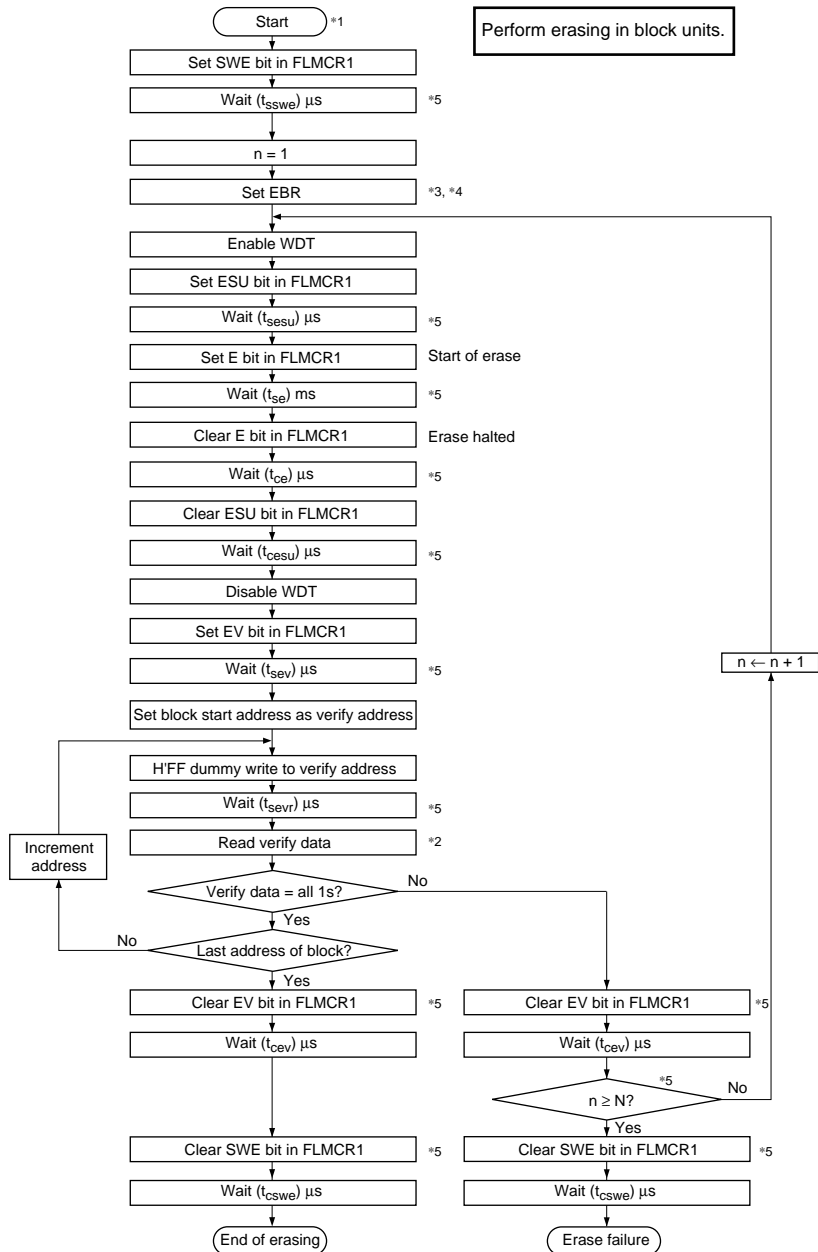 Start *1
Perform erasing in block units.
Set SWE bit in FLMCR1
Wait (tsswe) μs *5
n = 1
Set EBR *3, *4
Enable WDT
Set ESU bit in FLMCR1
Wait (tsesu) μs *5
Set E bit in FLMCR1 Start of erase
Wait (tse) ms *5
Clear E bit in FLMCR1 Erase halted
Wait (tce) μs *5
Clear ESU bit in FLMCR1
Wait (tcesu) μs *5
Disable WDT
Set EV bit in FLMCR1
n ← n + 1
Wait (tsev) μs *5
Set block start address as verify address
H'FF dummy write to verify address
Wait (tsevr) μs *5
Increment
address
Read verify data *2
Verify data = all 1s? No
Yes
No Last address of block?
Yes
Clear EV bit in FLMCR1 *5
Clear EV bit in FLMCR1 *5
Wait (tcev) μs
Wait (tcev) μs
*5
n ≥ N? No
Yes
Clear SWE bit in FLMCR1 *5
Clear SWE bit in FLMCR1 *5
Wait (tcswe) μs
Wait (tcswe) μs
End of erasing
Erase failure